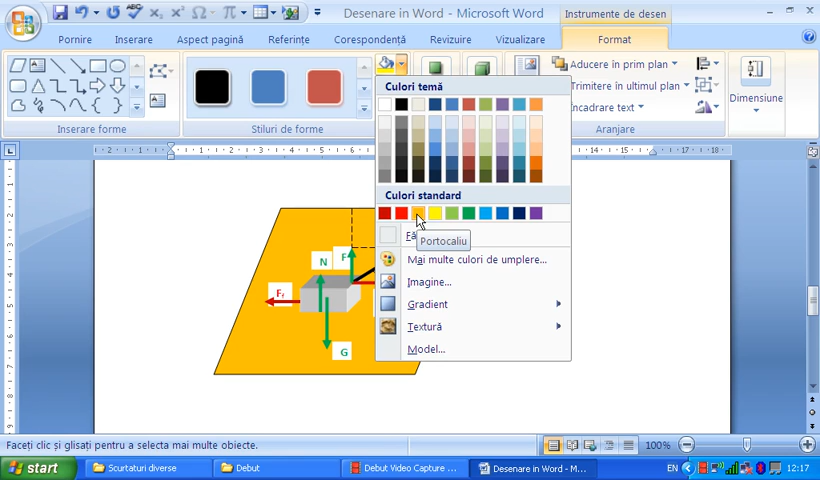 Desenare in Word - Microsoft Word
Instrumente de desen
Pornire
Inserare
Aspect pagină
Referințe
Corespondență
Revizuire
Vizualizare
Format
Aducere în prim plan
Trimitere în ultimul plan
Încadrare text
Dimensiune
Inserare forme
Stiluri de forme
Aranjare
Culori temă
Culori standard
Portocaliu
Mai multe culori de umplere...
Imagine...
Gradient
Textură
Model...
N
F
Ff
G
Faceți clic și glisați pentru a selecta mai multe obiecte.
100%
start
Scurtaturi diverse
Debut
Debut Video Capture ...
Desenare in Word - M...
EN
12:17